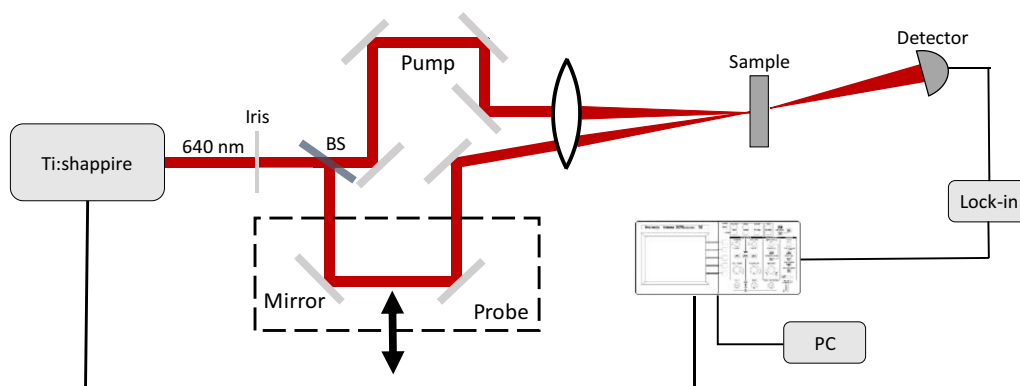 Detector
Pump
Sample
Iris
640 nm
BS
Ti:shappire
Lock-in
Mirror
Probe
PC